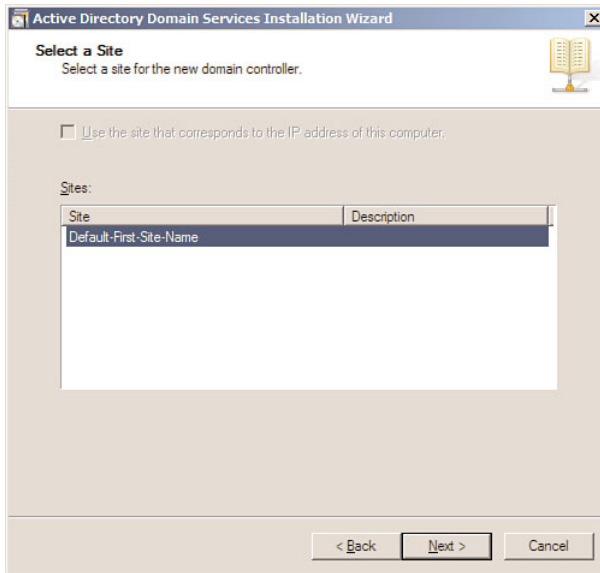 Active Directory Domain Services Installation Wizard
Select a Site
Select a site for the new domain controller.
Use the site that corresponds to the IP address of this computer.
Sites:
Site Description
Default-First-Site-Name
< Back Next > Cancel